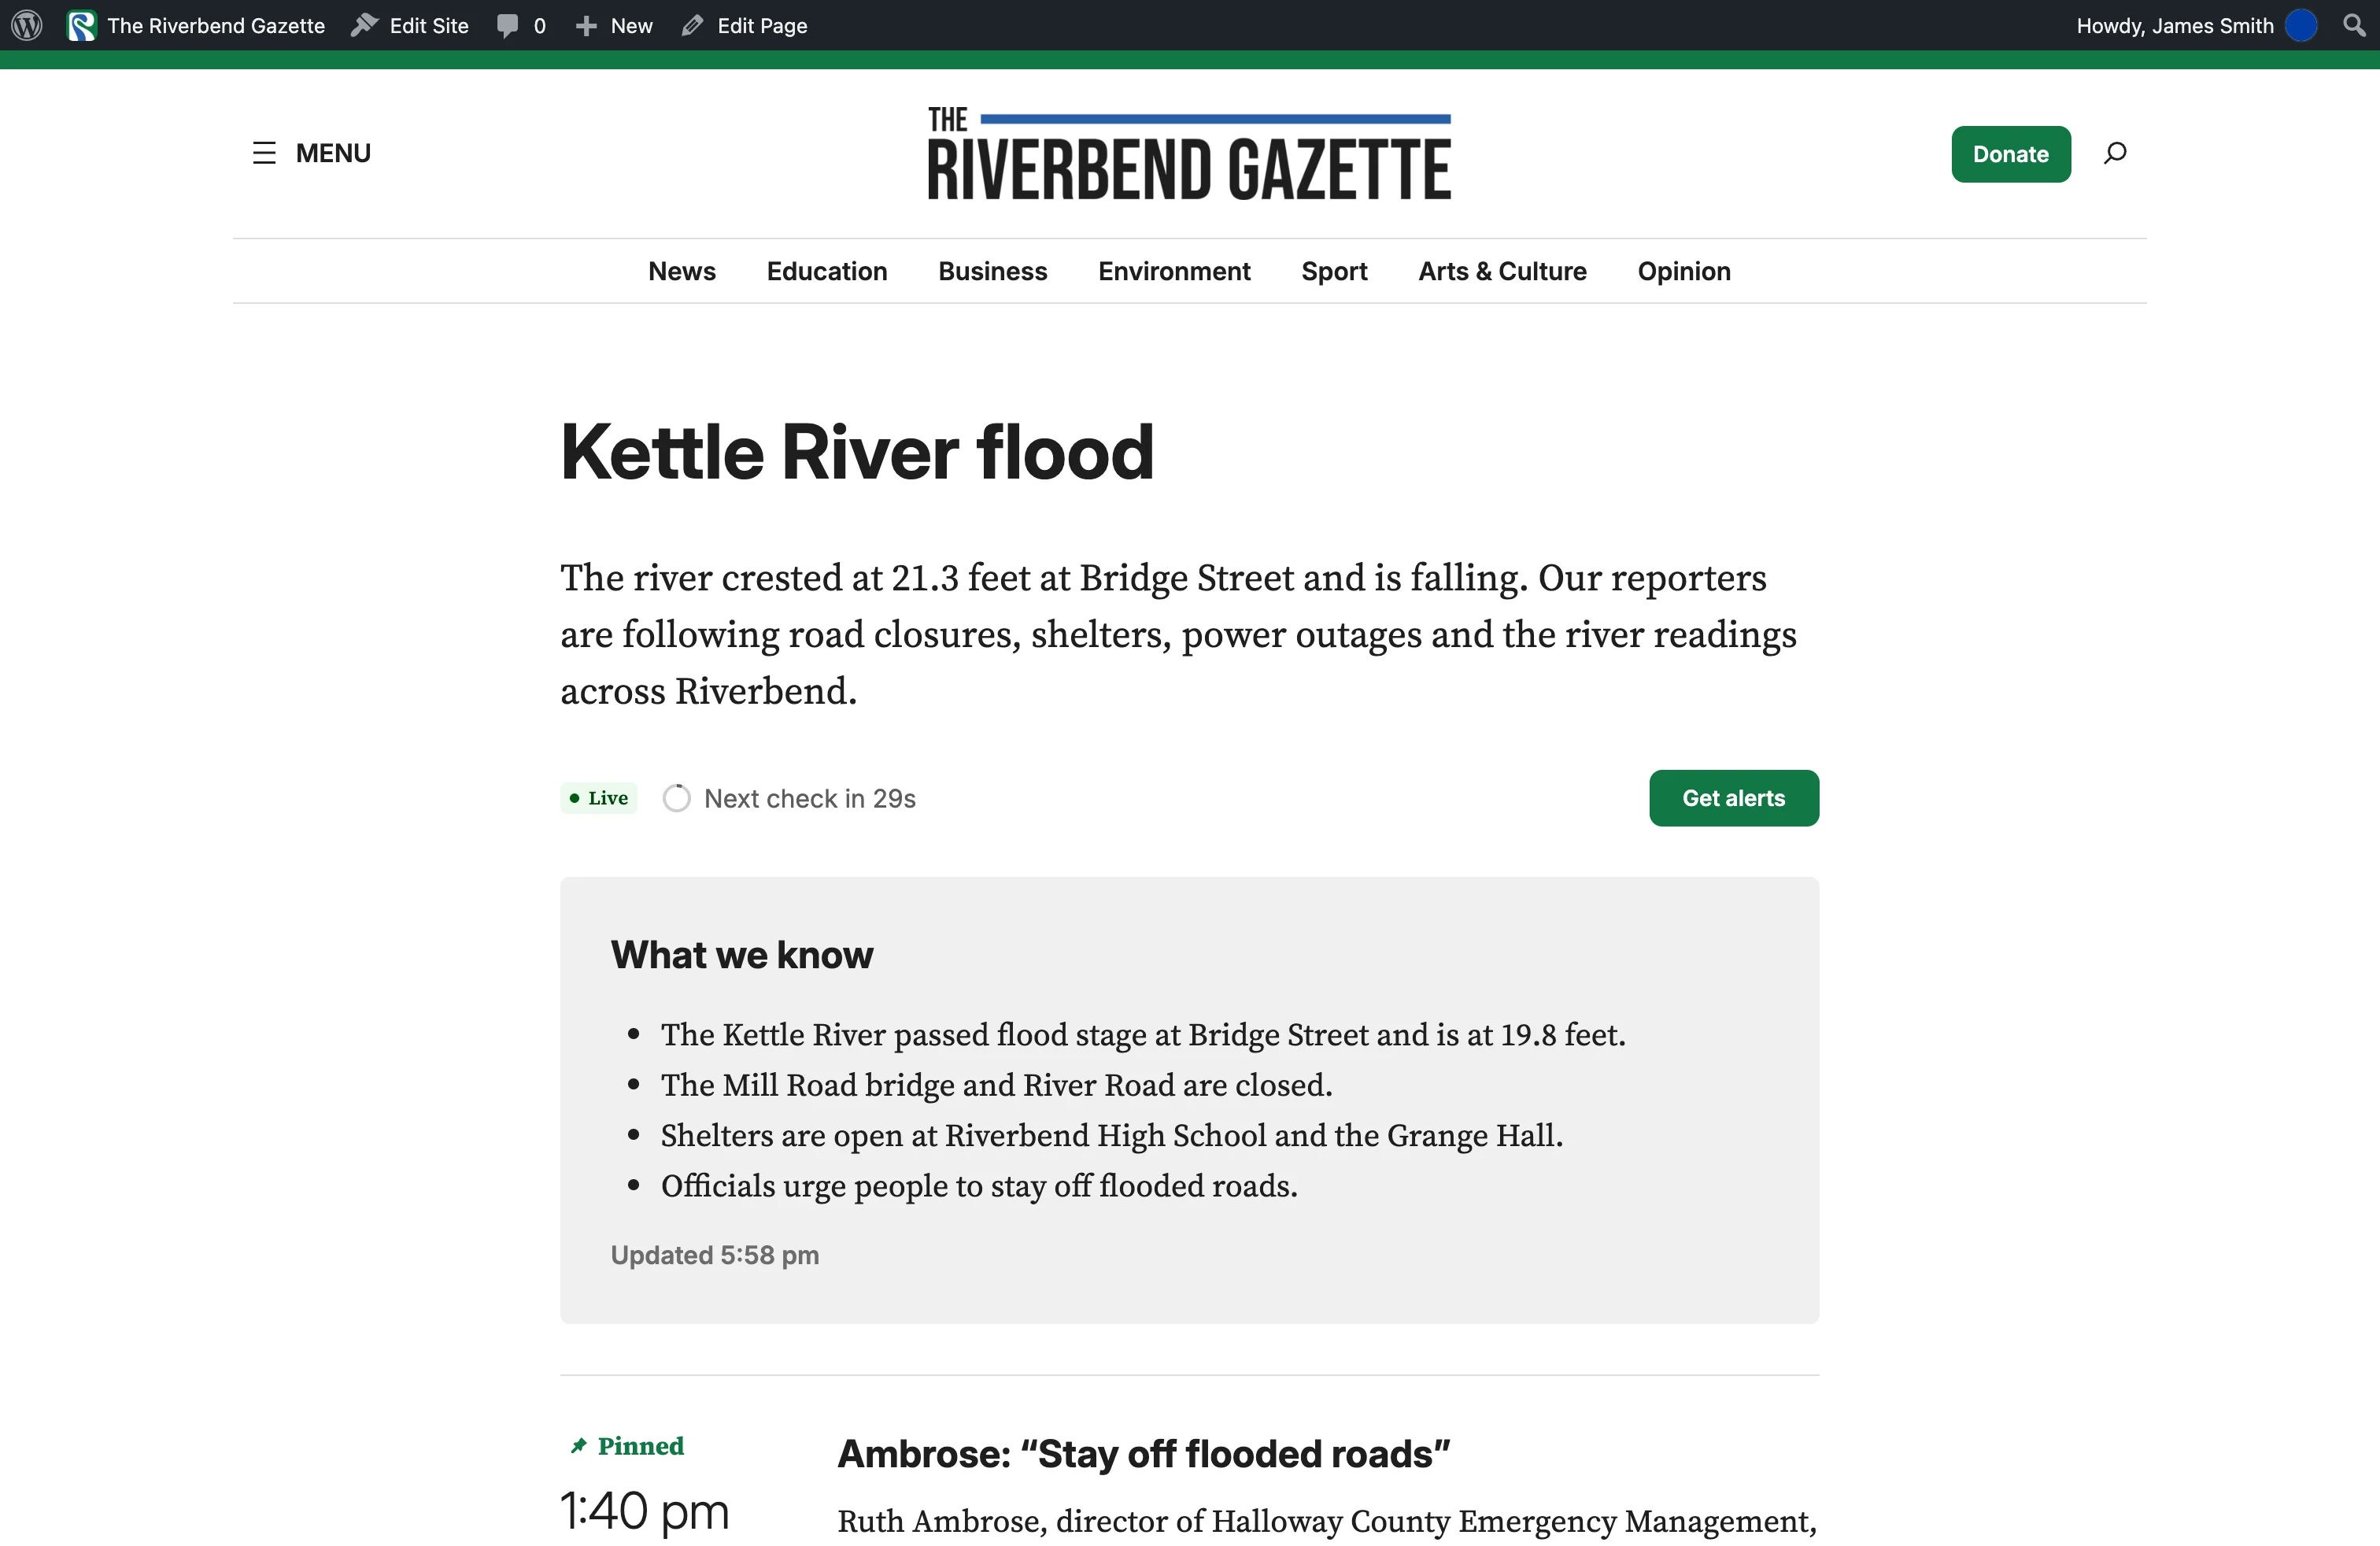 The Riverbend Gazette Edit Site 0 New Edit Page Howdy, James Smith
MENU
THE
RIVERBEND GAZETTE
Donate
News Education Business Environment Sport Arts & Culture Opinion
Kettle River flood
The river crested at 21.3 feet at Bridge Street and is falling. Our reporters
are following road closures, shelters, power outages and the river readings
across Riverbend.
Live Next check in 29s Get alerts
What we know
The Kettle River passed flood stage at Bridge Street and is at 19.8 feet.
The Mill Road bridge and River Road are closed.
Shelters are open at Riverbend High School and the Grange Hall.
Officials urge people to stay off flooded roads.
Updated 5:58 pm
Pinned
1:40 pm
Ambrose: “Stay off flooded roads”
Ruth Ambrose, director of Halloway County Emergency Management,